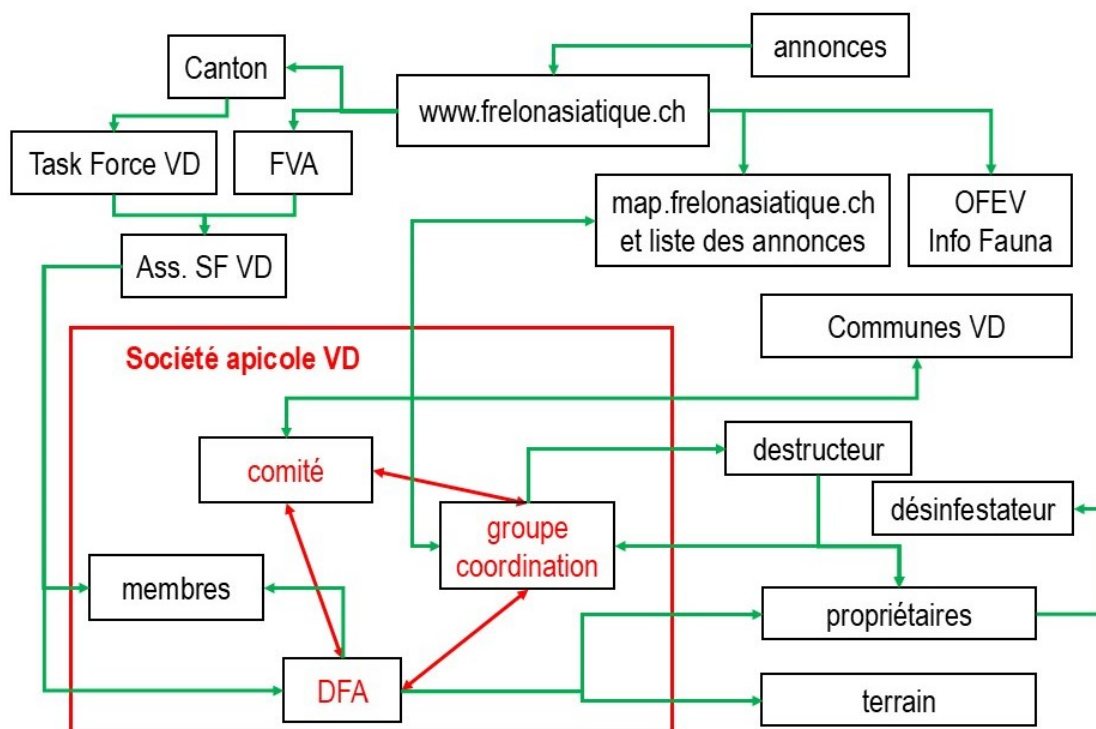 annonces
Canton
www.frelonasiatique.ch
Task Force VD
FVA
map.frelonasiatique.ch
et liste des annonces
OFEV
Info Fauna
Ass. SF VD
Communes VD
Société apicole VD
comité
destructeur
désinfestateur
groupe
coordination
membres
propriétaires
DFA
terrain